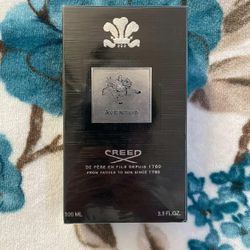 AVENTUS
CREED
DE PÈRE EN FILS DEPUIS 1760
FROM FATHER TO SON SINCE 1760
100 ML
3.3 FL.OZ.